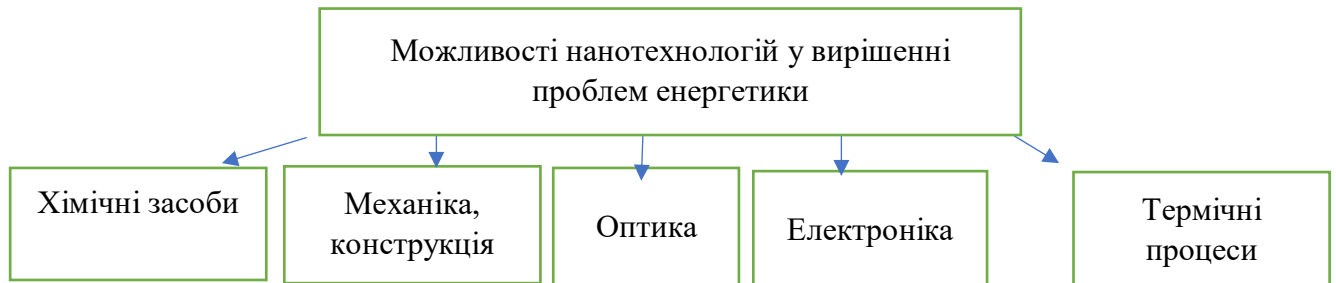 Можливості нанотехнологій у вирішенні
проблем енергетики
Хімічні засоби
Механіка,
конструкція
Оптика
Електроніка
Термічні
процеси